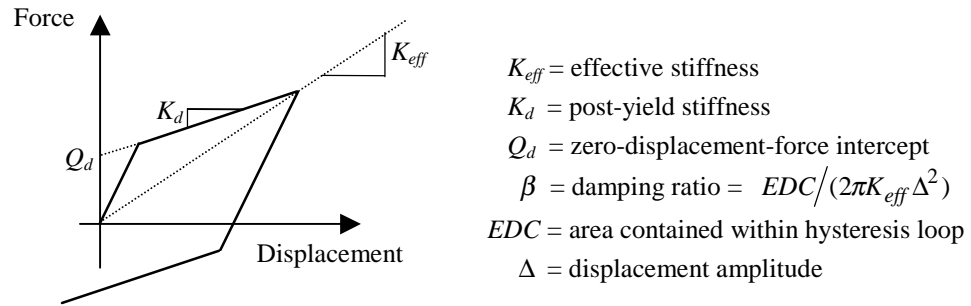 Force
K_eff
K_d
Q_d
Displacement
K_eff = effective stiffness
K_d = post-yield stiffness
Q_d = zero-displacement-force intercept
β = damping ratio = EDC/(2πK_eff Δ²)
EDC = area contained within hysteresis loop
Δ = displacement amplitude